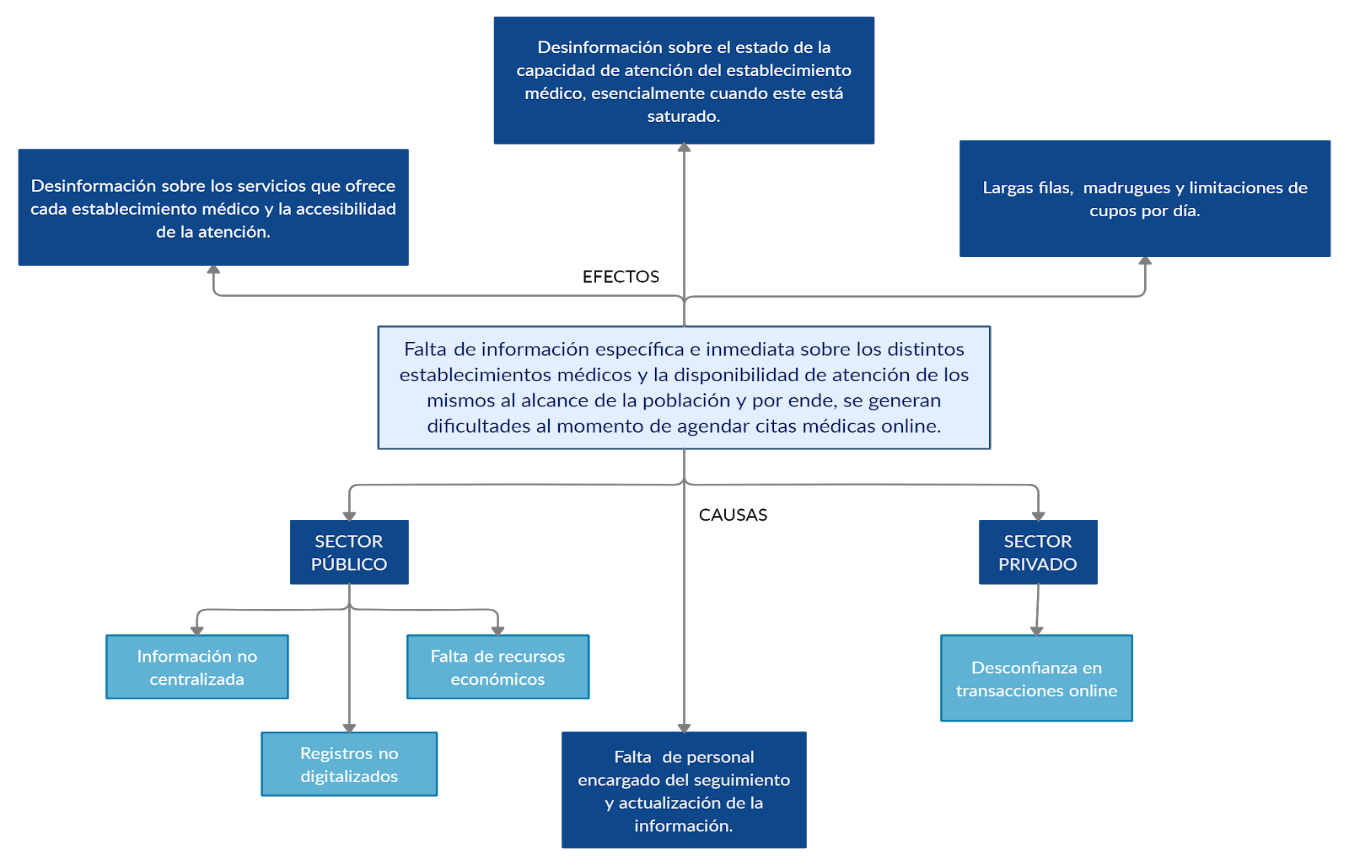 Desinformación sobre el estado de la
capacidad de atención del establecimiento
médico, esencialmente cuando este está
saturado.
Desinformación sobre los servicios que ofrece
cada establecimiento médico y la accesibilidad
de la atención.
Largas filas, madrugues y limitaciones de
cupos por día.
EFECTOS
Falta de información específica e inmediata sobre los distintos
establecimientos médicos y la disponibilidad de atención de los
mismos al alcance de la población y por ende, se generan
dificultades al momento de agendar citas médicas online.
CAUSAS
SECTOR
PÚBLICO
SECTOR
PRIVADO
Información no
centralizada
Falta de recursos
económicos
Desconfianza en
transacciones online
Registros no
digitalizados
Falta de personal
encargado del seguimiento
y actualización de la
información.